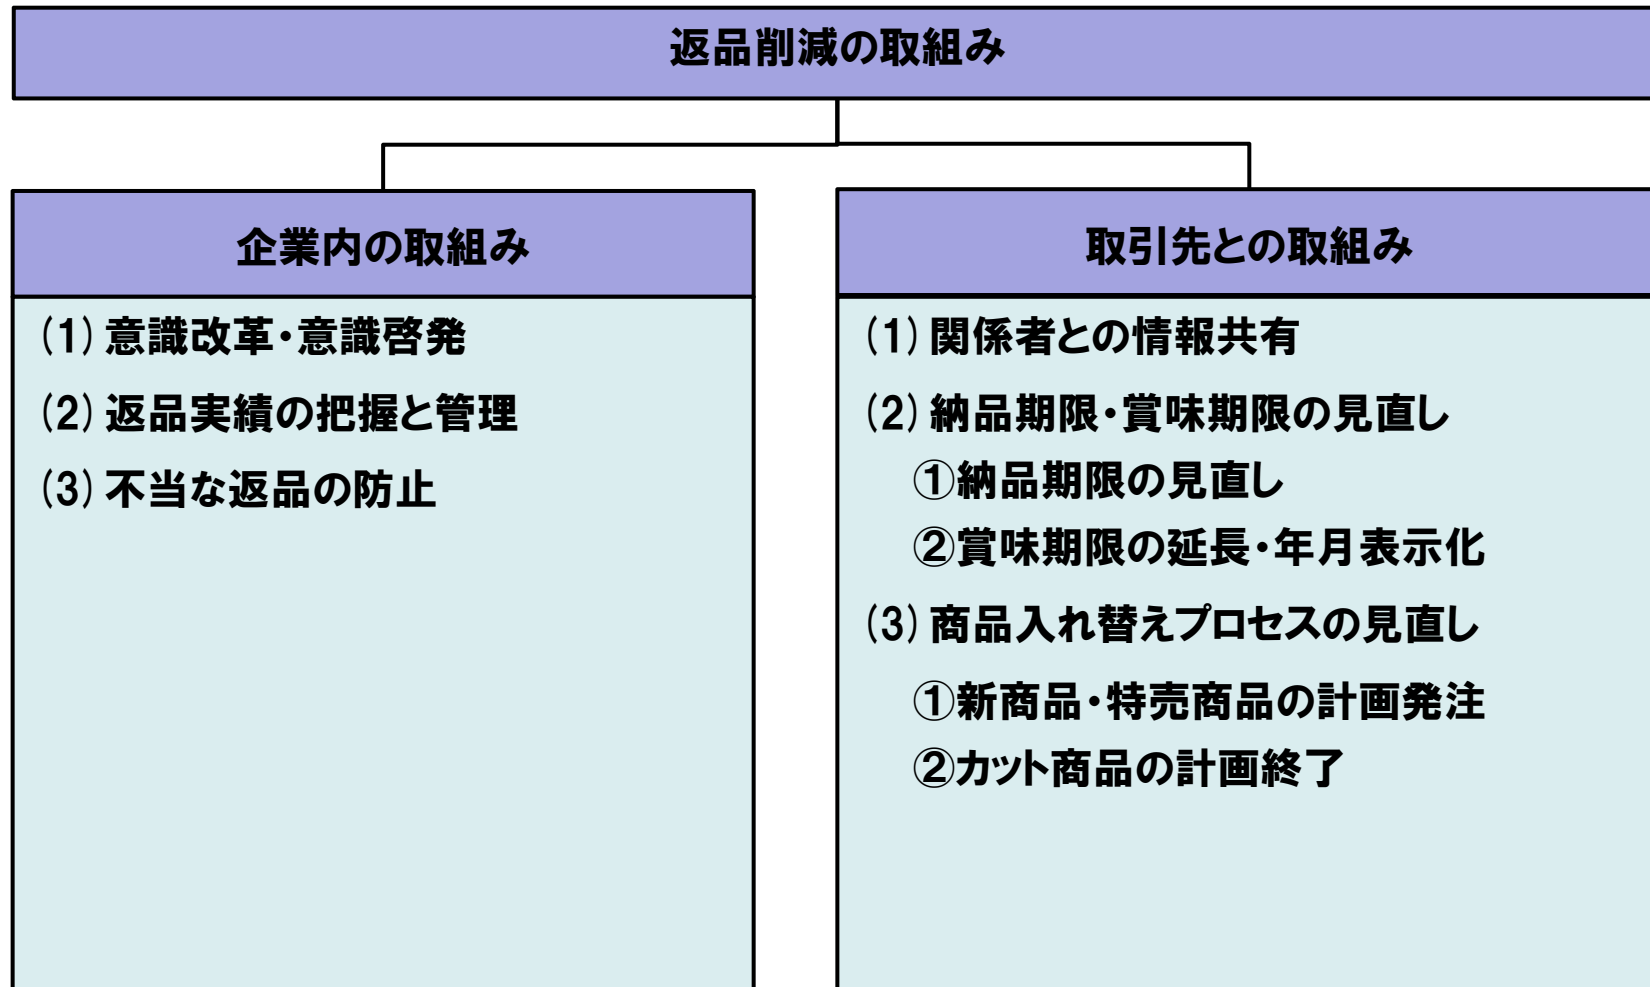 返品削減の取組み
企業内の取組み
(1) 意識改革・意識啓発
(2) 返品実績の把握と管理
(3) 不当な返品の防止
取引先との取組み
(1) 関係者との情報共有
(2) 納品期限・賞味期限の見直し
①納品期限の見直し
②賞味期限の延長・年月表示化
(3) 商品入れ替えプロセスの見直し
①新商品・特売商品の計画発注
②カット商品の計画終了